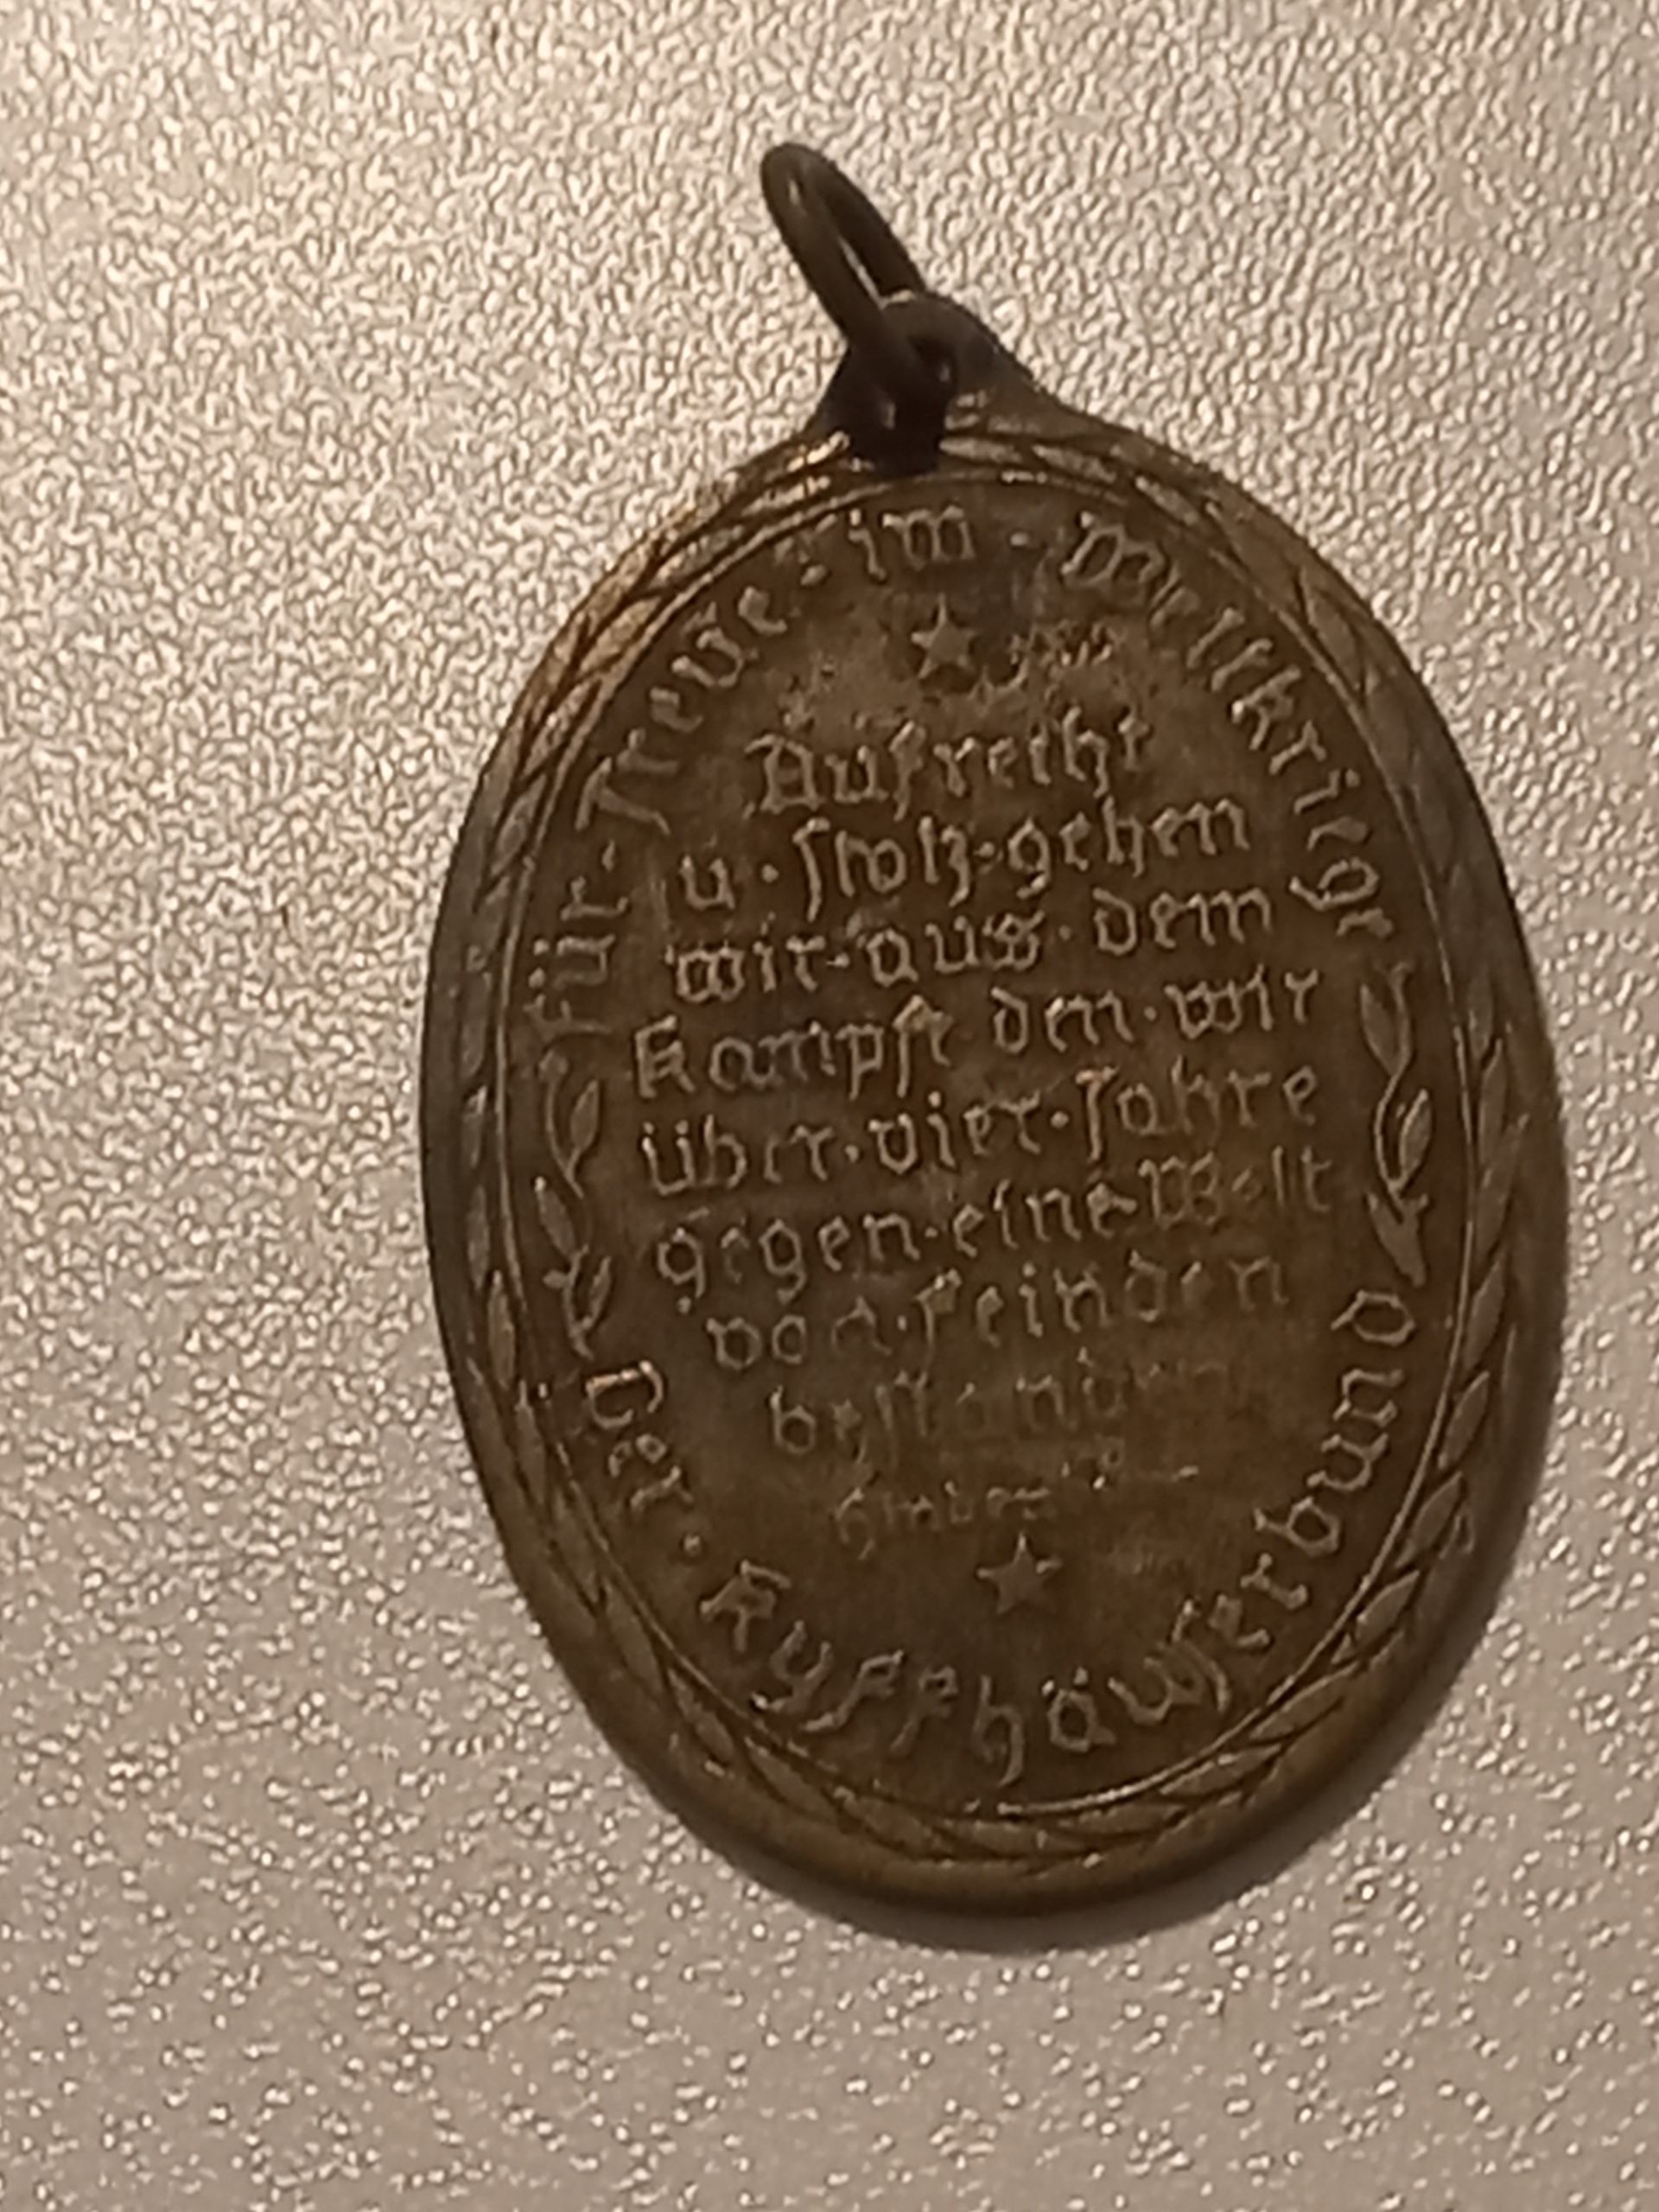 für · Treue · im · Weltkriege
Aufrecht
u · stolz · gehen
wir · aus · dem
Kampfe den · wir
über · vier · Jahre
gegen · eine Welt
von · Feinden
bestanden
Der · Kyffhäuserbund